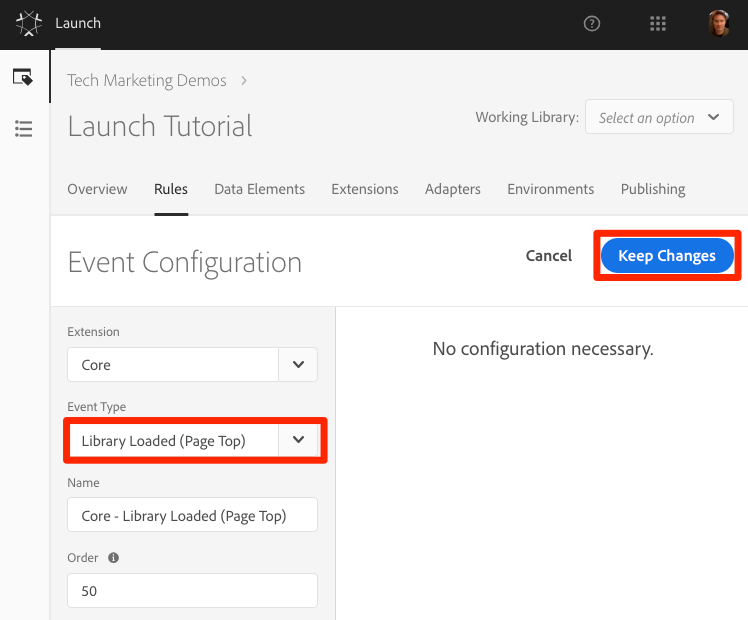 Launch
Tech Marketing Demos
Launch Tutorial
Working Library: Select an option
Overview Rules Data Elements Extensions Adapters Environments Publishing
Event Configuration
Cancel Keep Changes
Extension
Core
No configuration necessary.
Event Type
Library Loaded (Page Top)
Name
Core - Library Loaded (Page Top)
Order
50